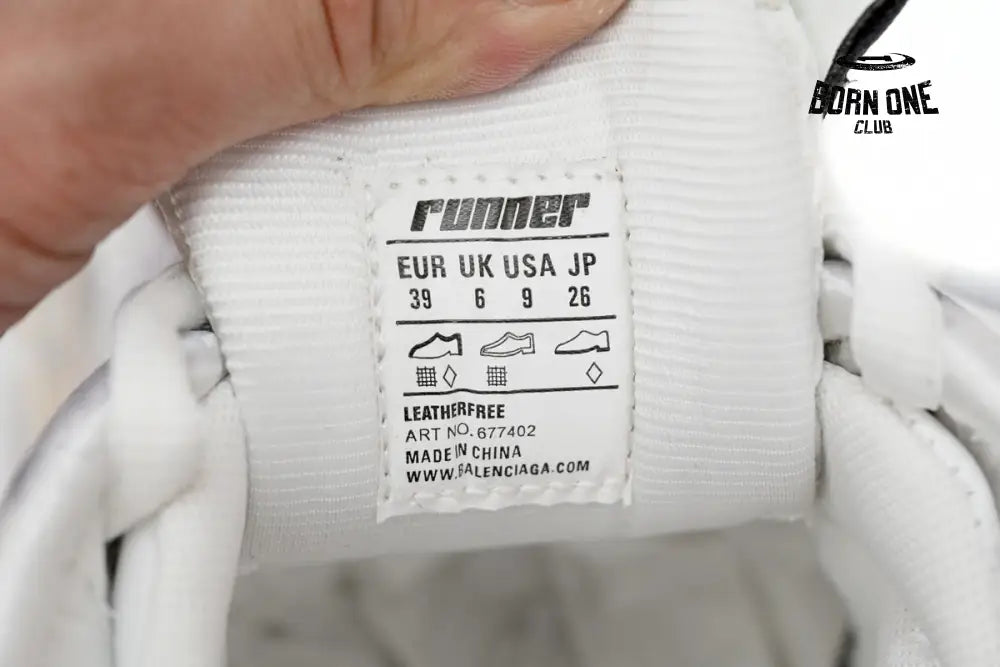 BORN ONE
CLUB
runner
EUR UK USA JP
39 6 9 26
LEATHERFREE
ART NO. 677402
MADE IN CHINA
WWW.BALENCIAGA.COM